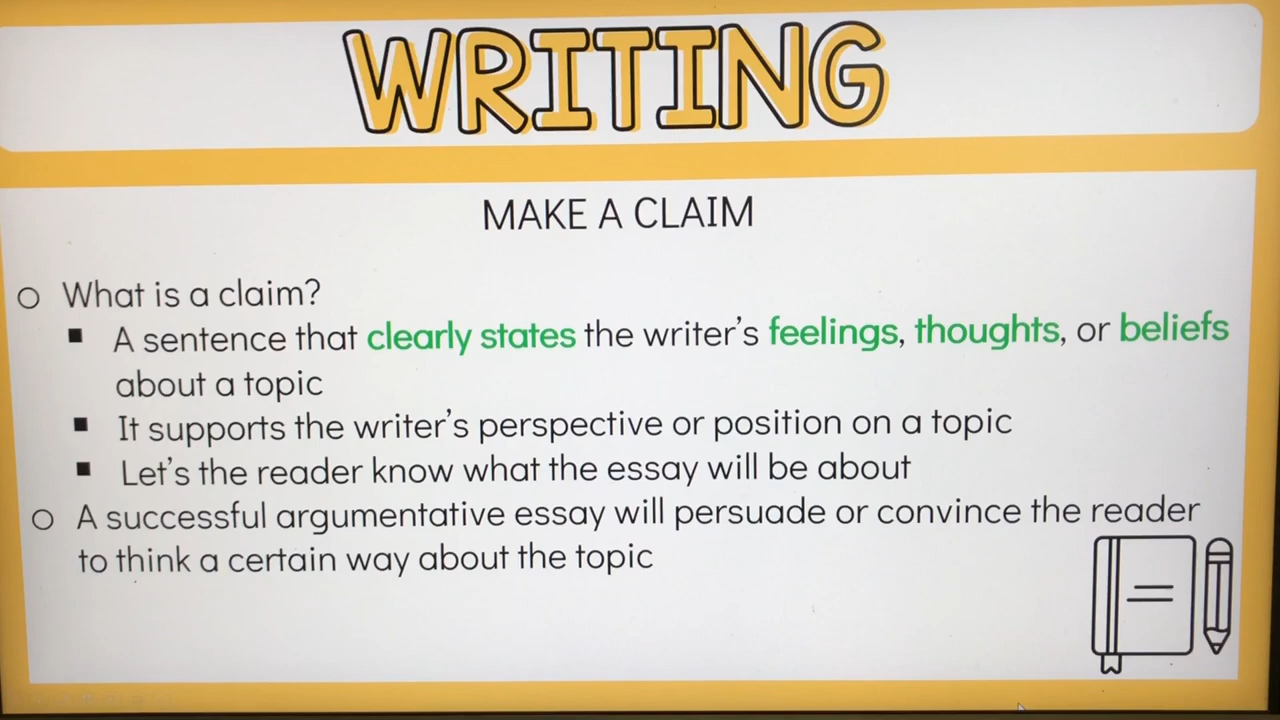 WRITING
MAKE A CLAIM
What is a claim?
A sentence that clearly states the writer's feelings, thoughts, or beliefs
about a topic
It supports the writer's perspective or position on a topic
Let's the reader know what the essay will be about
A successful argumentative essay will persuade or convince the reader
to think a certain way about the topic